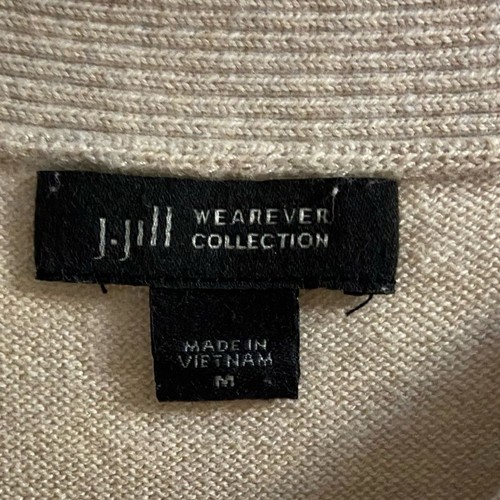 J.Jill WEAREVER
COLLECTION
MADE IN
VIETNAM
M